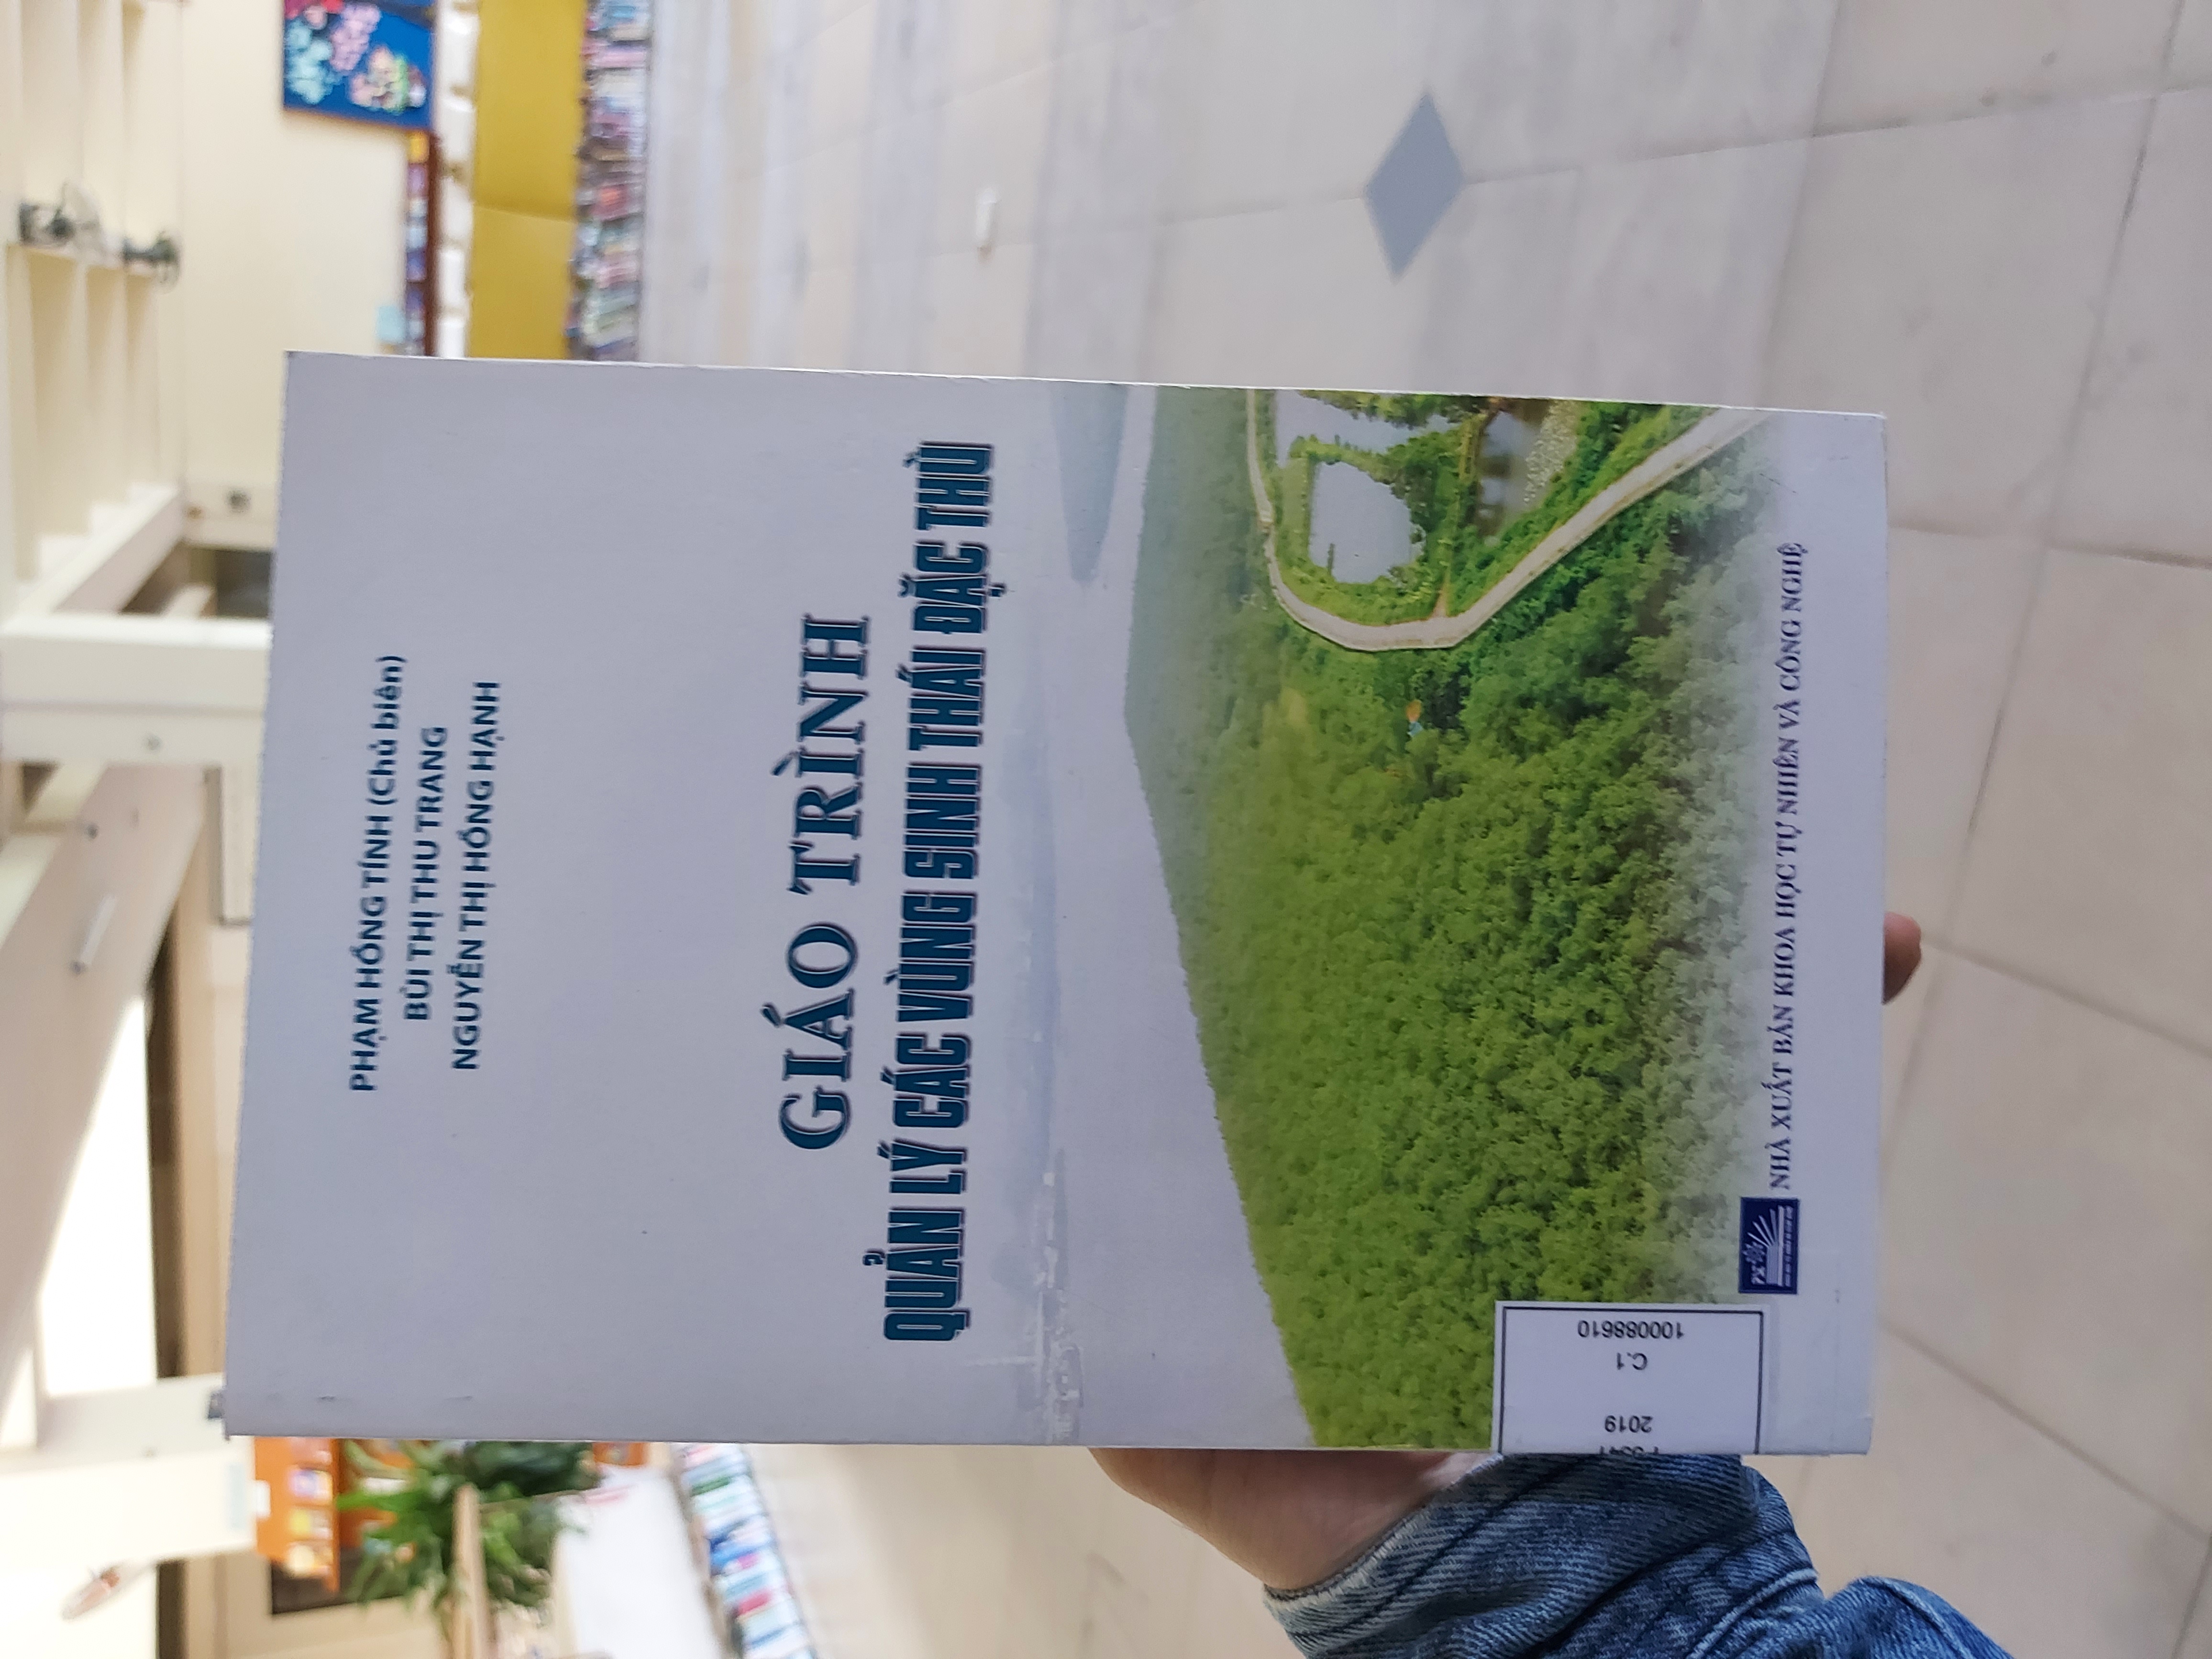 PHẠM HỒNG TÍNH (Chủ biên)
BÙI THỊ THU TRANG
NGUYỄN THỊ HỒNG HẠNH
GIÁO TRÌNH
QUẢN LÝ CÁC VÙNG SINH THÁI ĐẶC THÙ
2019
C.1
10088610
NHÀ XUẤT BẢN KHOA HỌC TỰ NHIÊN VÀ CÔNG NGHỆ